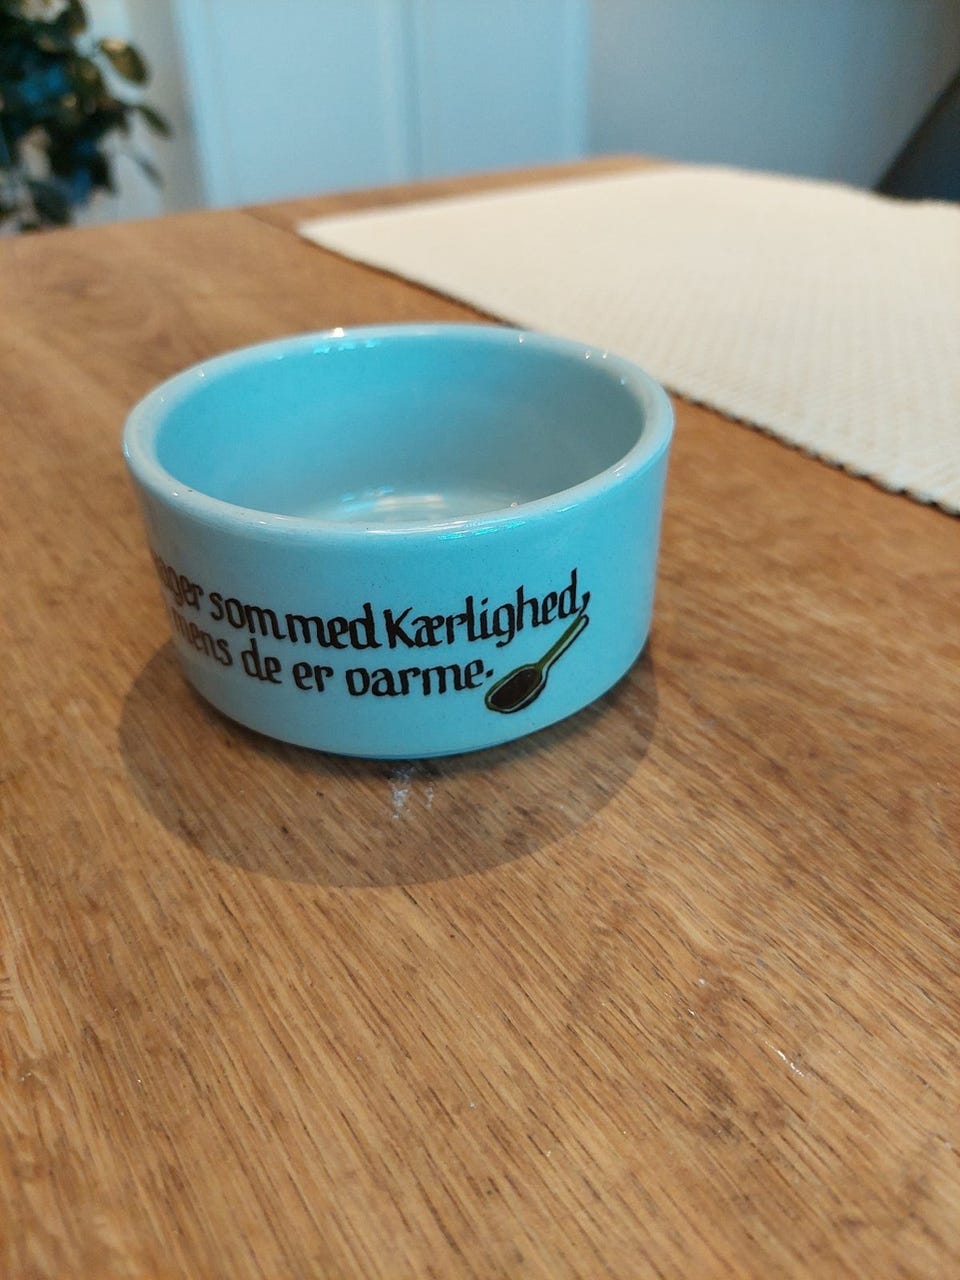 som med Kærlighed,
mens de er varme.